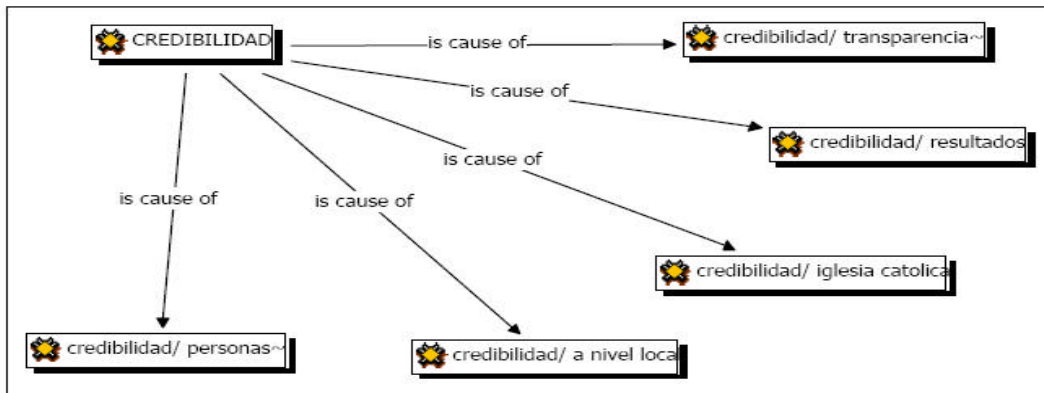 CREDIBILIDAD
is cause of
credibilidad/ transparencia~
is cause of
credibilidad/ resultados
is cause of
is cause of
is cause of
credibilidad/ iglesia catolica
credibilidad/ personas~
credibilidad/ a nivel local